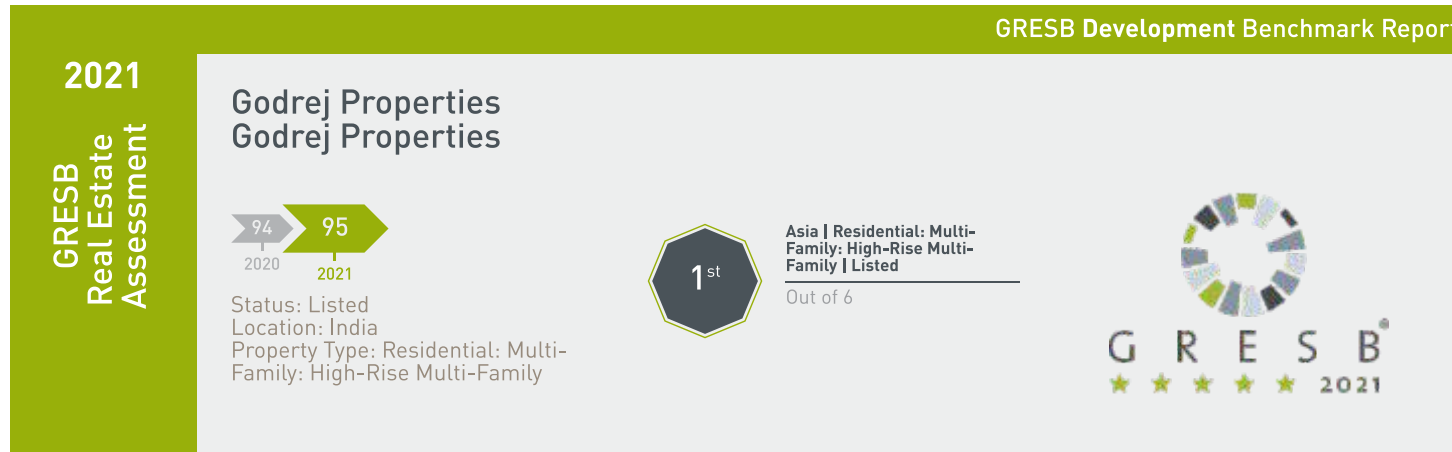 GRESB Development Benchmark Repor
2021
GRESB
Real Estate
Assessment
Godrej Properties
Godrej Properties
94
95
2020
2021
Status: Listed
Location: India
Property Type: Residential: Multi-
Family: High-Rise Multi-Family
1st
Asia | Residential: Multi-
Family: High-Rise Multi-
Family | Listed
Out of 6
G R E S B®
2021